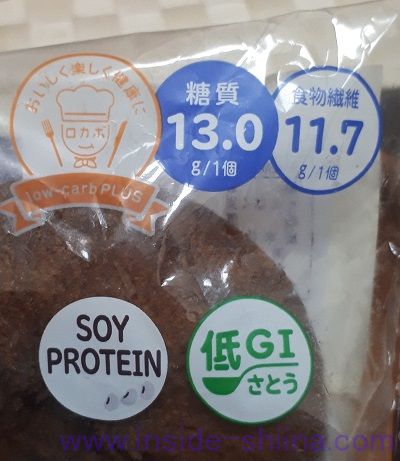 おいしく楽しく健康に
ロカボ
low-carb PLUS
糖質
13.0
g/1個
食物繊維
11.7
g/1個
SOY
PROTEIN
低GI
さとう
www.inside-shiina.com